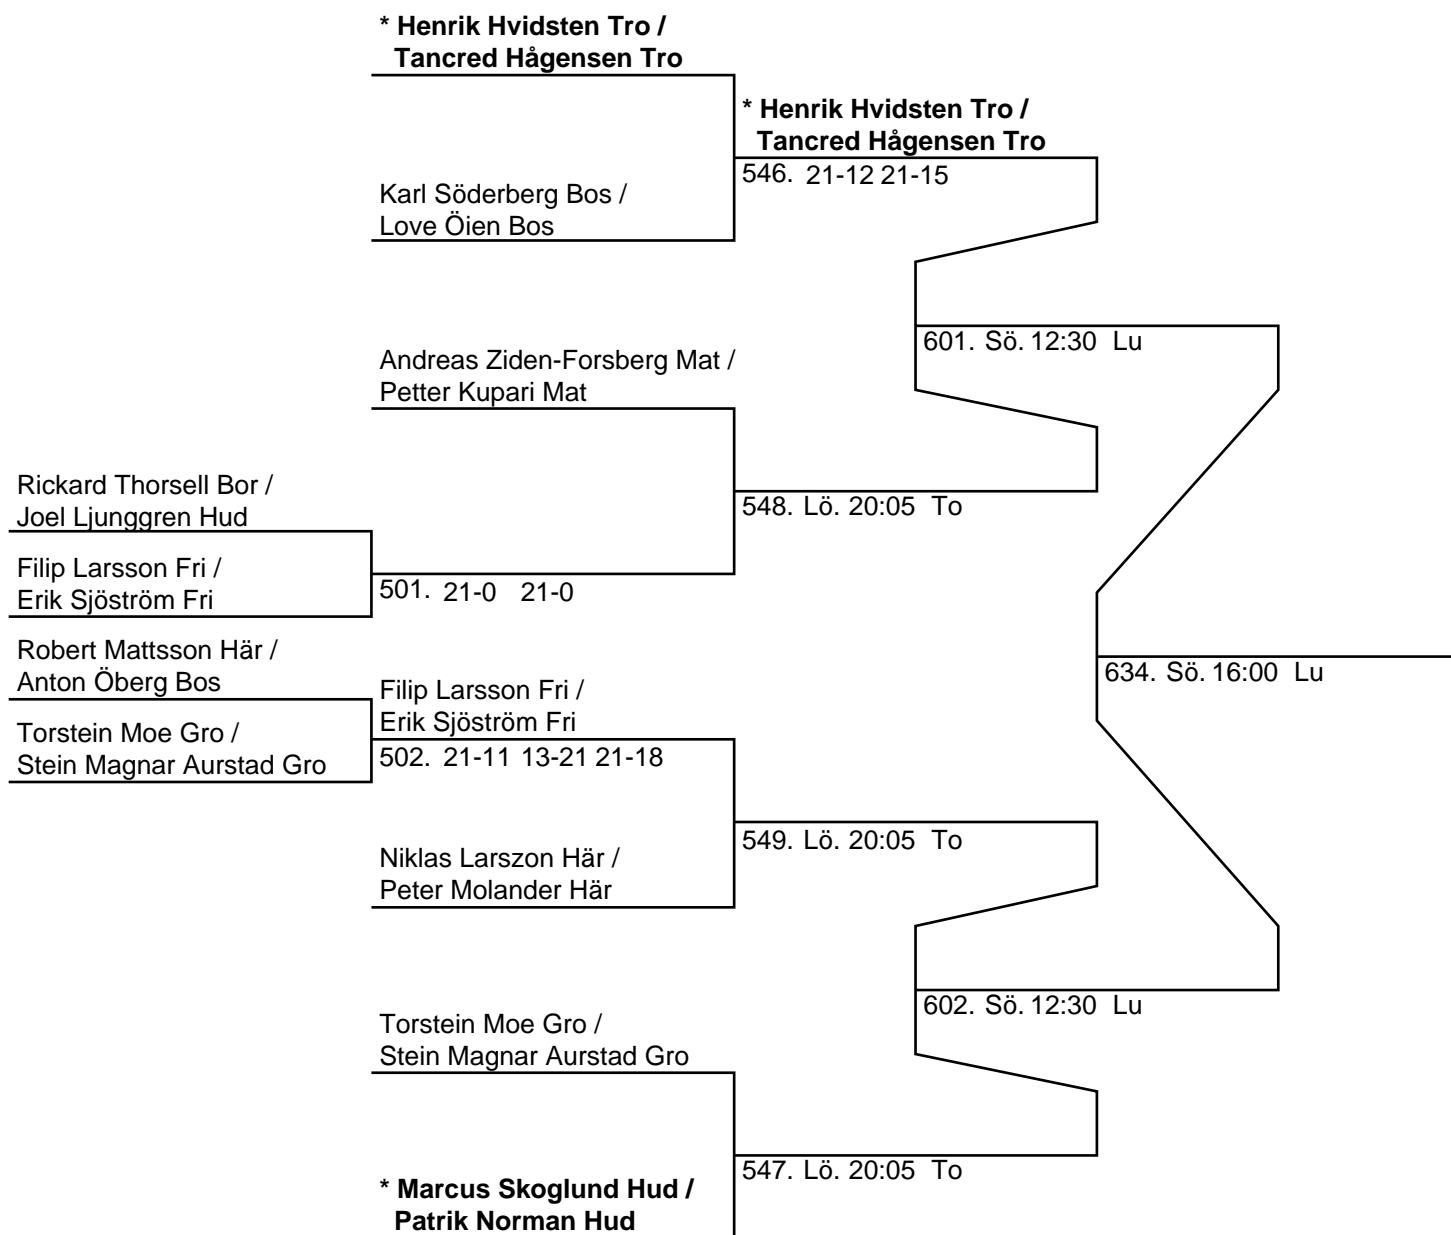 * Henrik Hvidsten Tro /
Tancred Hågensen Tro
* Henrik Hvidsten Tro /
Tancred Hågensen Tro
546. 21-12 21-15
Karl Söderberg Bos /
Love Öien Bos
601. Sö. 12:30 Lu
Andreas Ziden-Forsberg Mat /
Petter Kupari Mat
Rickard Thorsell Bor /
Joel Ljunggren Hud
548. Lö. 20:05 To
Filip Larsson Fri /
Erik Sjöström Fri
501. 21-0 21-0
Robert Mattsson Här /
Anton Öberg Bos
634. Sö. 16:00 Lu
Filip Larsson Fri /
Erik Sjöström Fri
Torstein Moe Gro /
Stein Magnar Aurstad Gro
502. 21-11 13-21 21-18
549. Lö. 20:05 To
Niklas Larszon Här /
Peter Molander Här
602. Sö. 12:30 Lu
Torstein Moe Gro /
Stein Magnar Aurstad Gro
547. Lö. 20:05 To
* Marcus Skoglund Hud /
Patrik Norman Hud